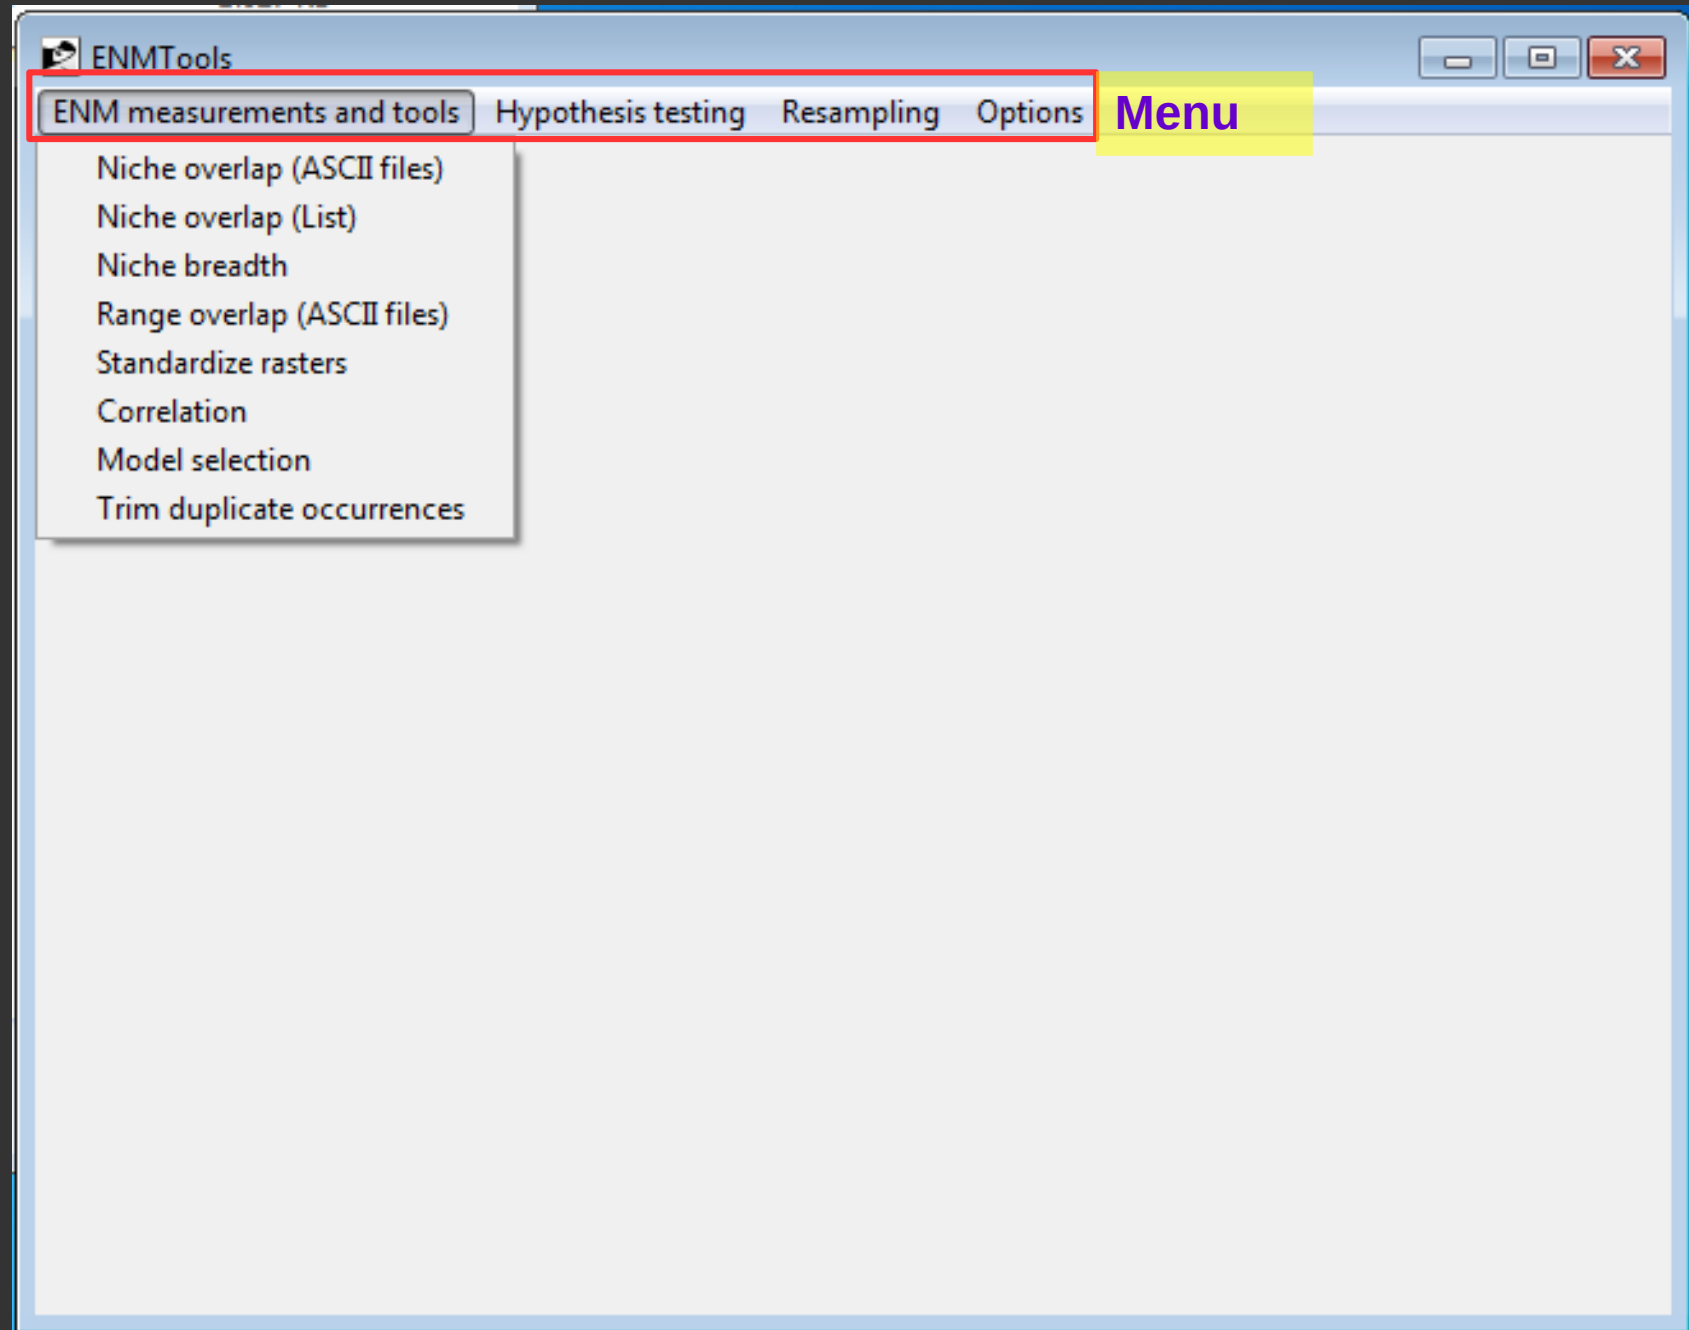 ENMTools
ENM measurements and tools Hypothesis testing Resampling Options Menu
Niche overlap (ASCII files)
Niche overlap (List)
Niche breadth
Range overlap (ASCII files)
Standardize rasters
Correlation
Model selection
Trim duplicate occurrences